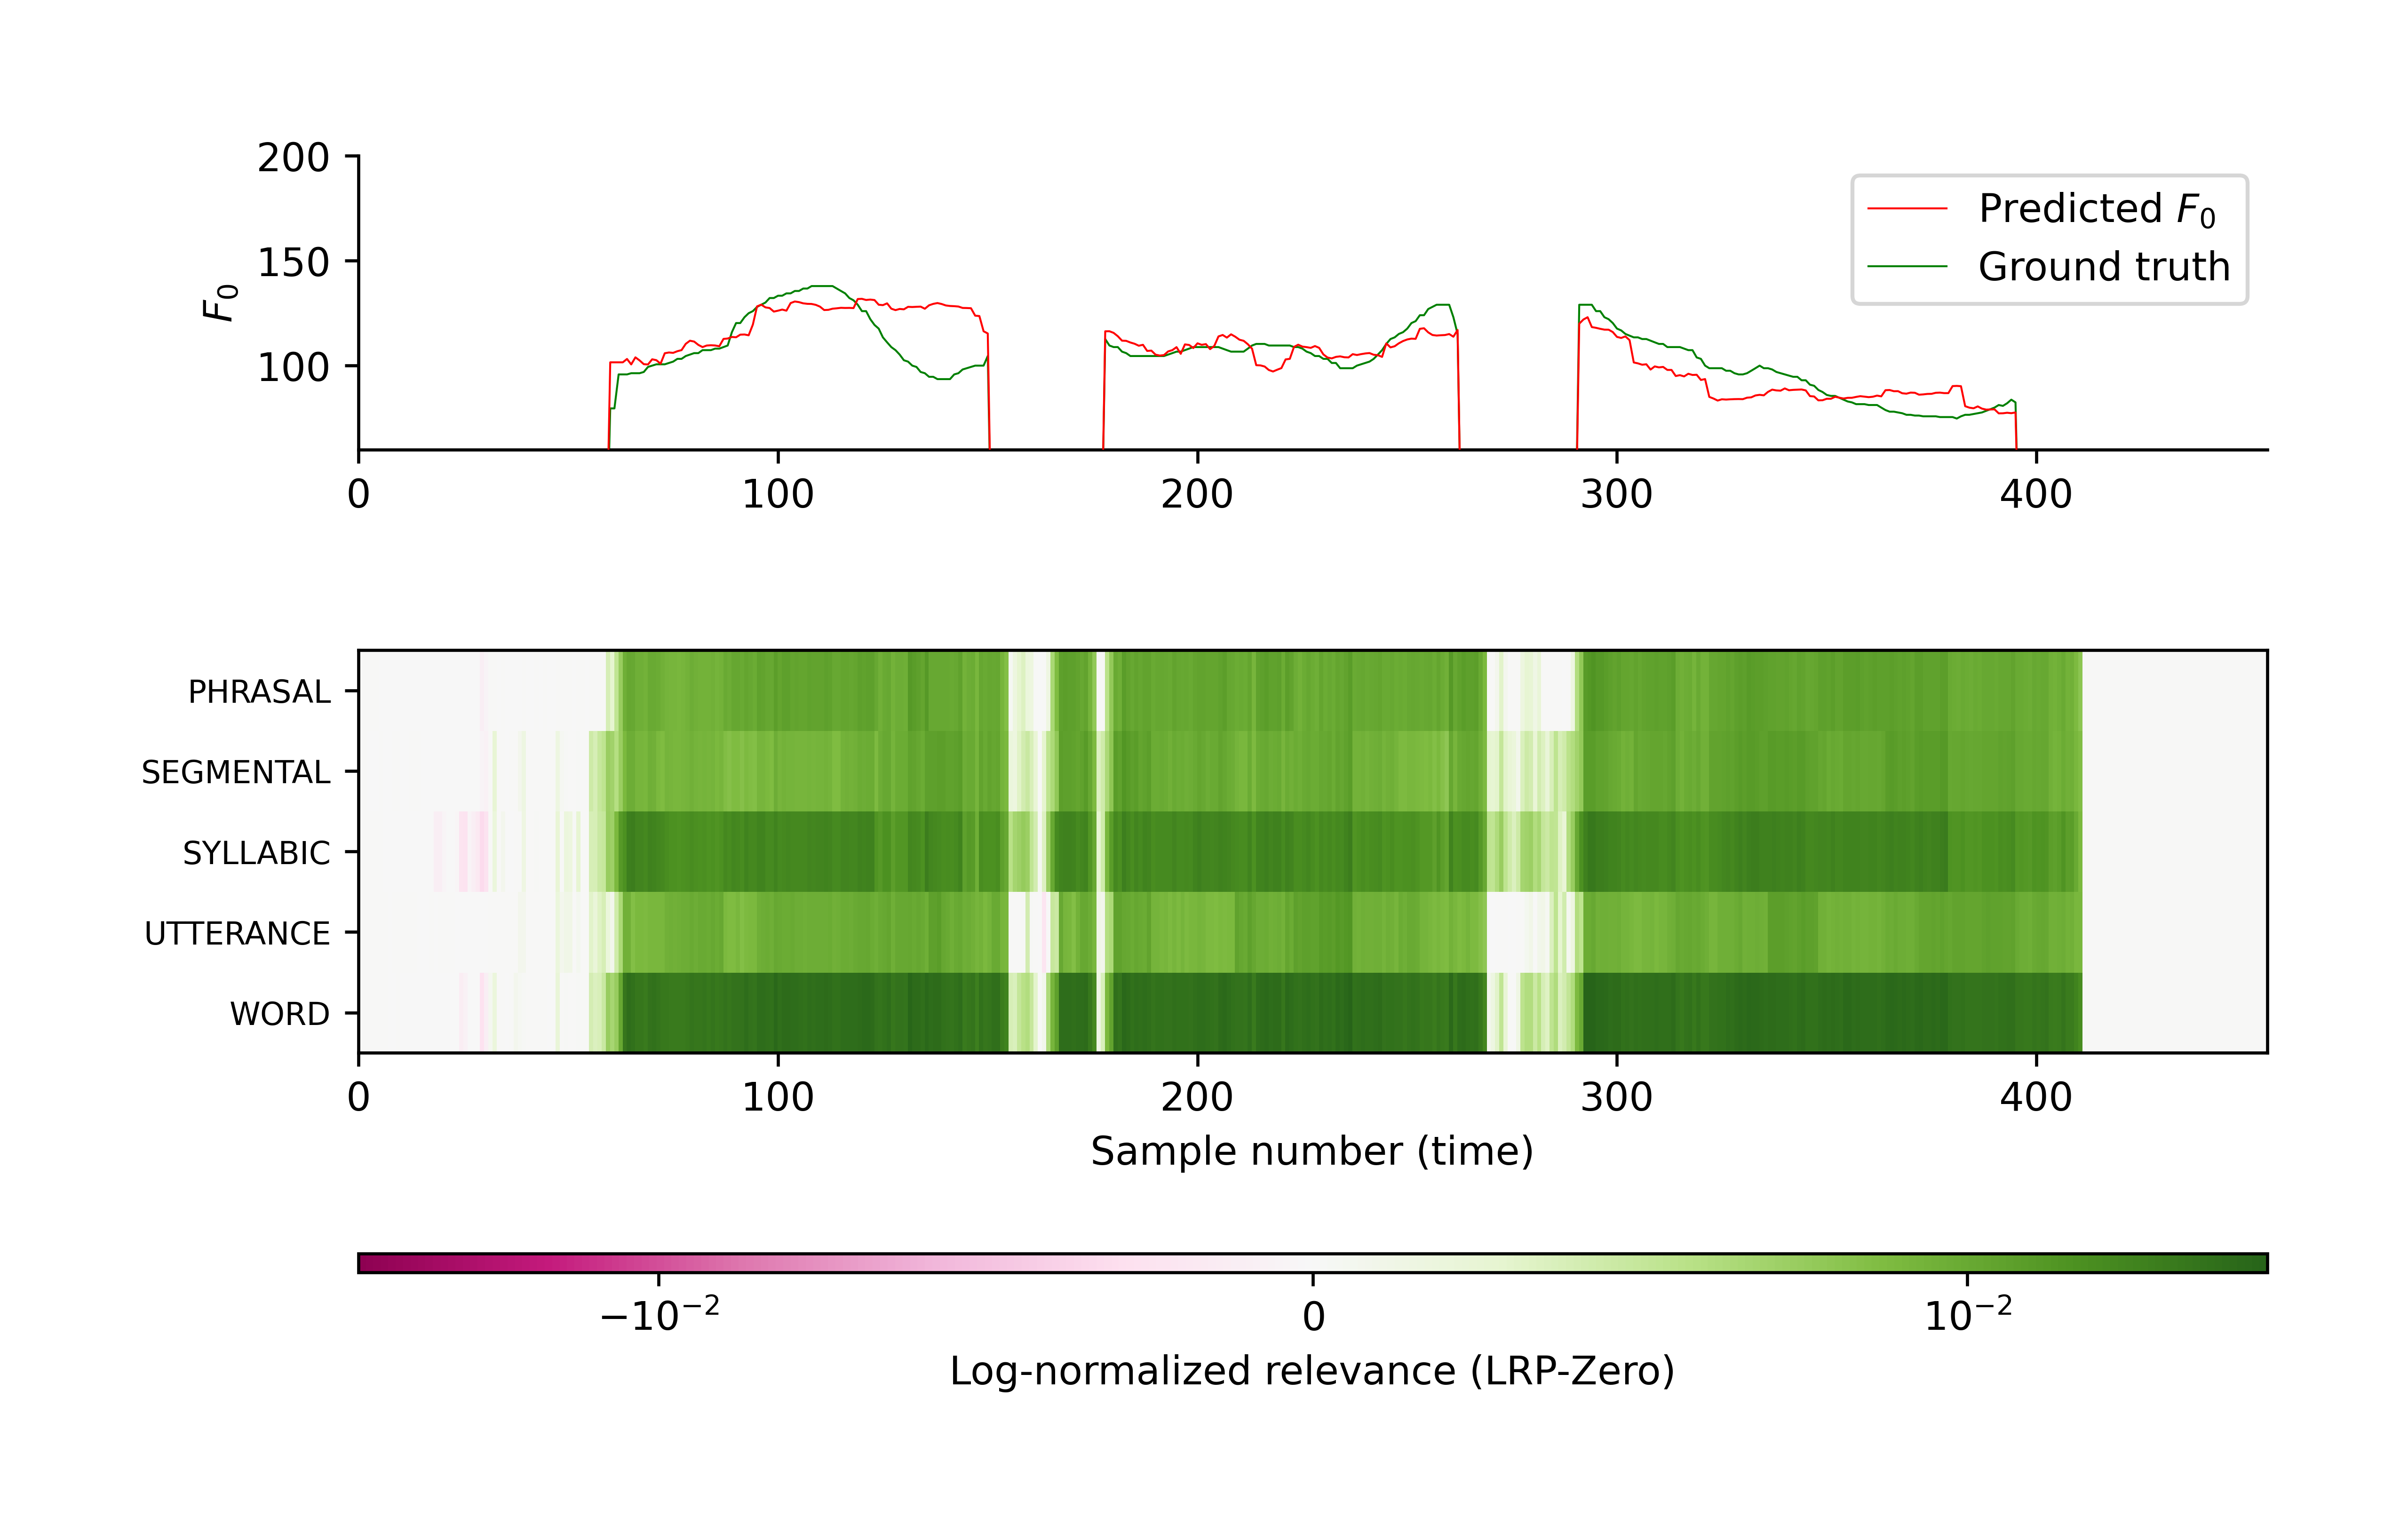 200
150
100
F₀
Predicted F₀
Ground truth
0 100 200 300 400
PHRASAL
SEGMENTAL
SYLLABIC
UTTERANCE
WORD
0 100 200 300 400
Sample number (time)
−10⁻² 0 10⁻²
Log-normalized relevance (LRP-Zero)